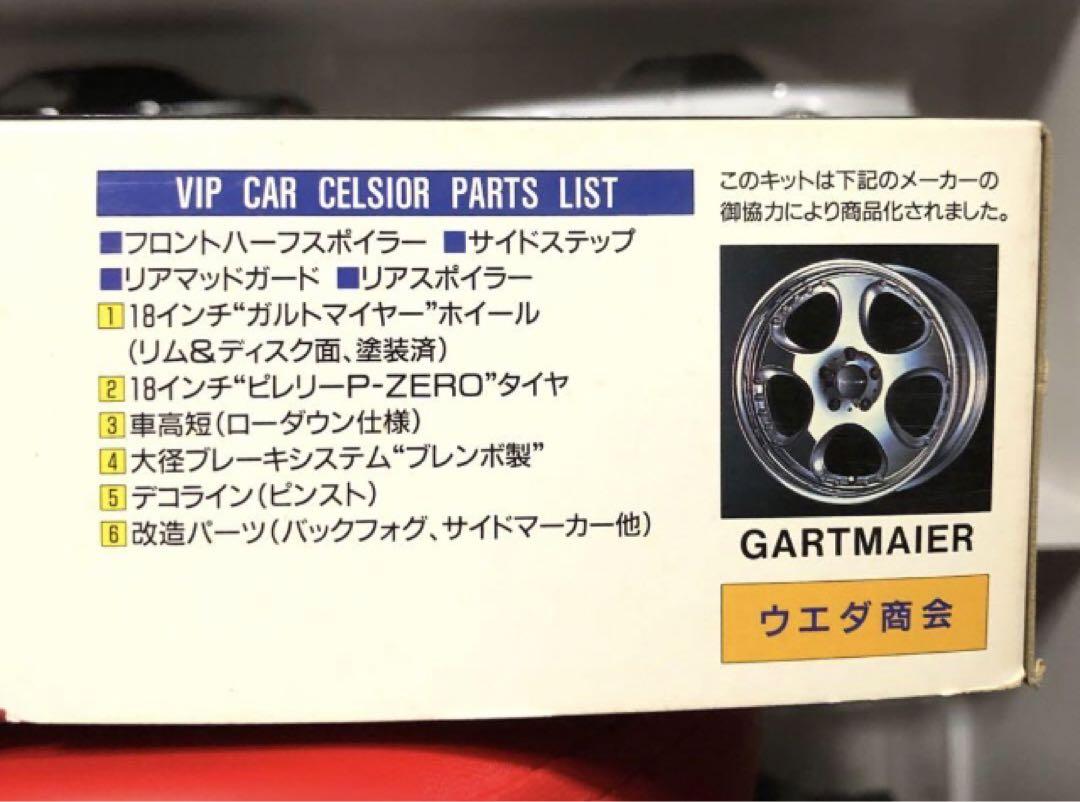 VIP CAR CELSIOR PARTS LIST
■フロントハーフスポイラー ■サイドステップ
■リアマッドガード ■リアスポイラー
1 18インチ“ガルトマイヤー”ホイール
(リム&ディスク面、塗装済)
2 18インチ“ピレリーP-ZERO”タイヤ
3 車高短(ローダウン仕様)
4 大径ブレーキシステム“ブレンボ製”
5 デコライン(ピンスト)
6 改造パーツ(バックフォグ、サイドマーカー他)
このキットは下記のメーカーの
御協力により商品化されました。
GARTMAIER
ウエダ商会